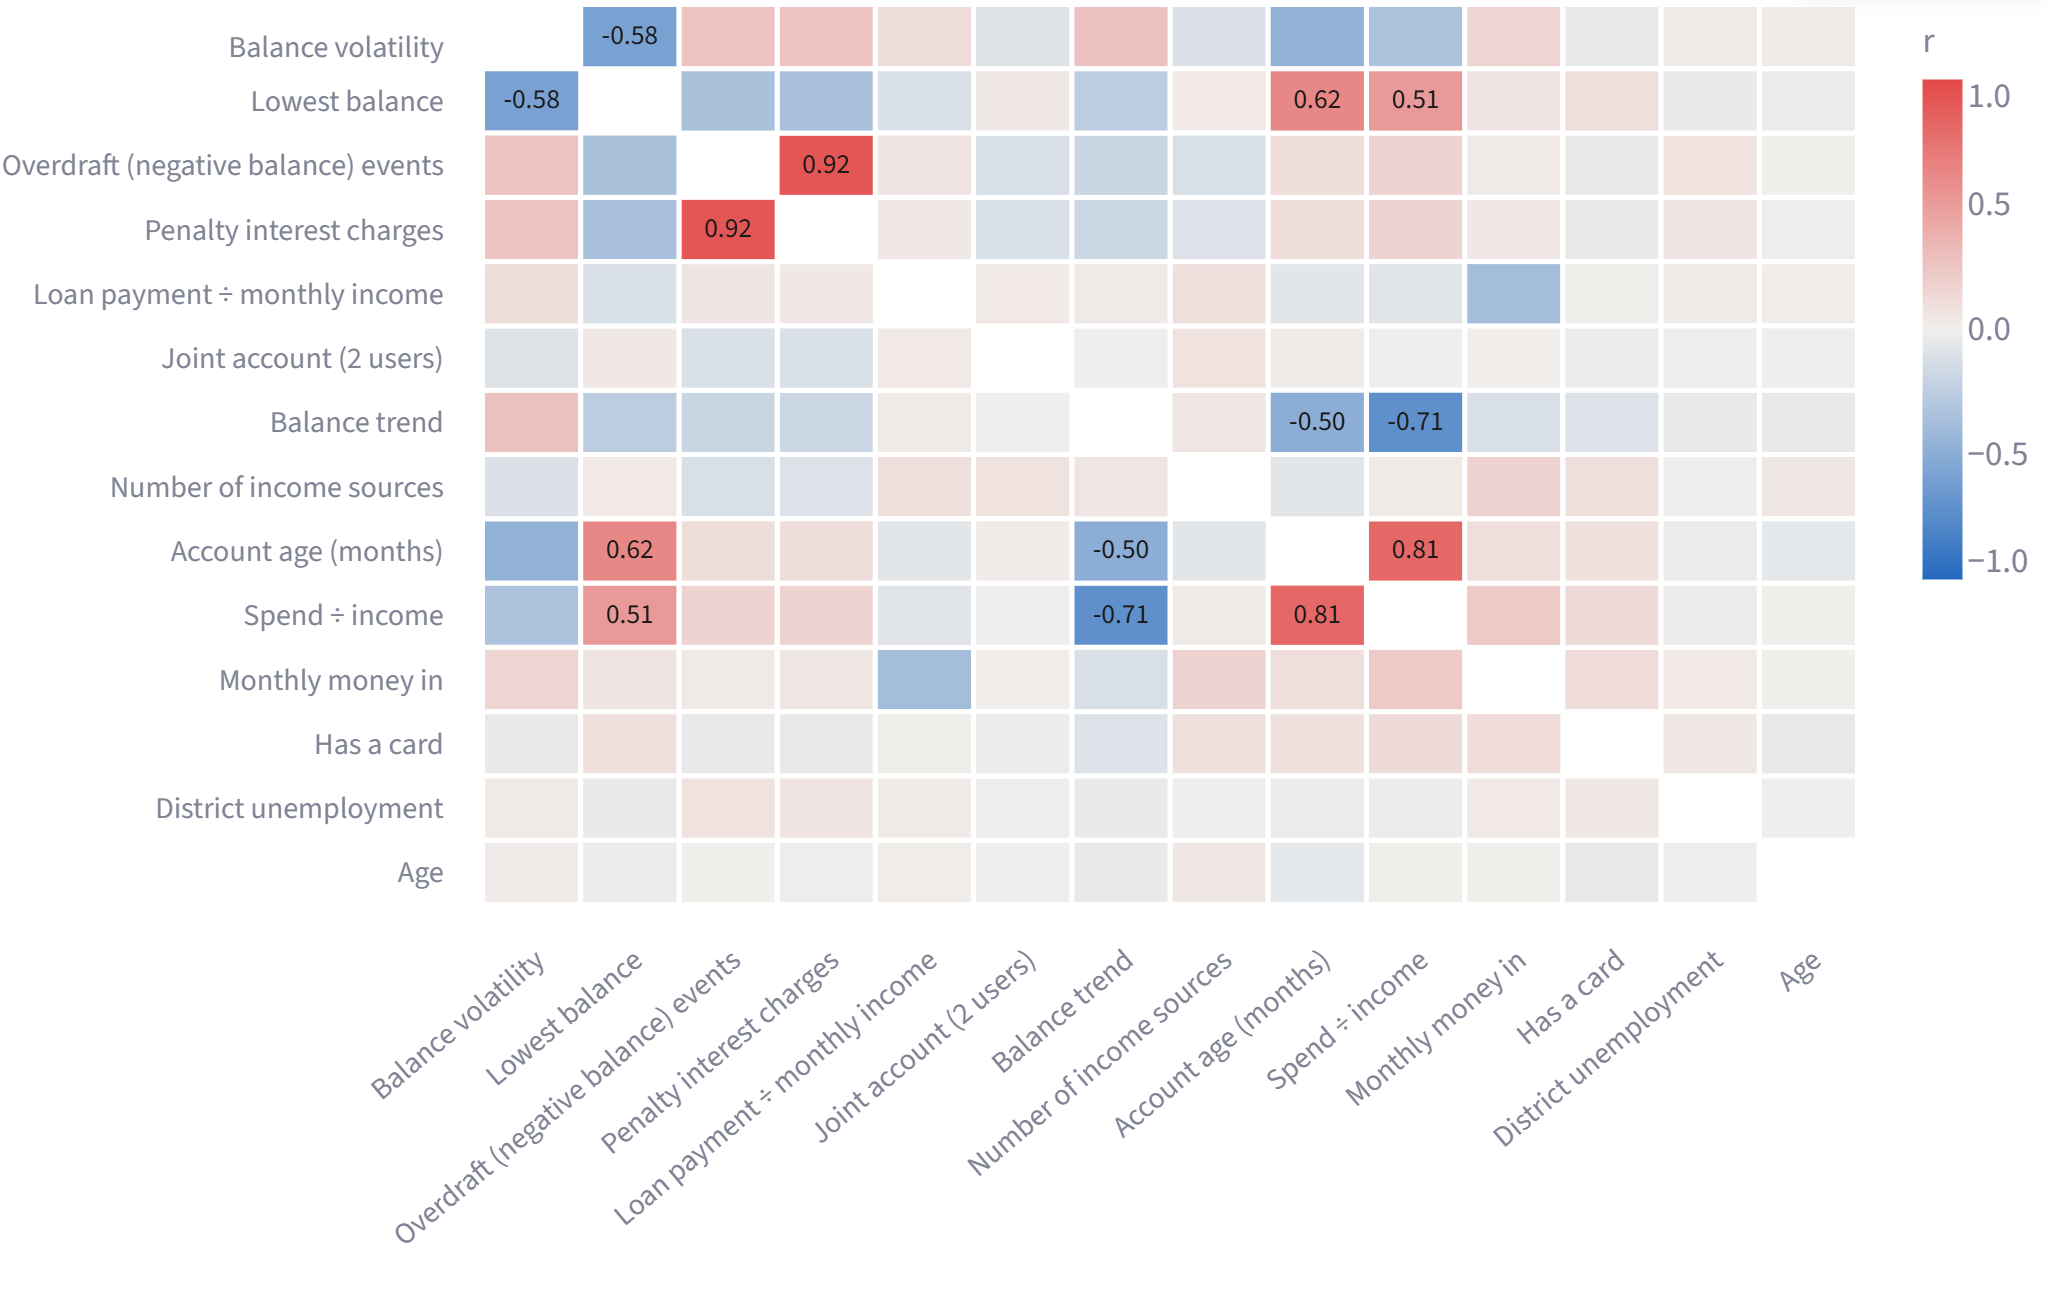 Balance volatility -0.58
r
Lowest balance -0.58 0.62 0.51
1.0
Overdraft (negative balance) events 0.92
0.5
Penalty interest charges 0.92
Loan payment ÷ monthly income
0.0
Joint account (2 users)
Balance trend -0.50 -0.71
−0.5
Number of income sources
Account age (months) 0.62 -0.50 0.81
−1.0
Spend ÷ income 0.51 -0.71 0.81
Monthly money in
Has a card
District unemployment
Age
Balance volatility
Lowest balance
Overdraft (negative balance) events
Penalty interest charges
Loan payment ÷ monthly income
Joint account (2 users)
Balance trend
Number of income sources
Account age (months)
Spend ÷ income
Monthly money in
Has a card
District unemployment
Age